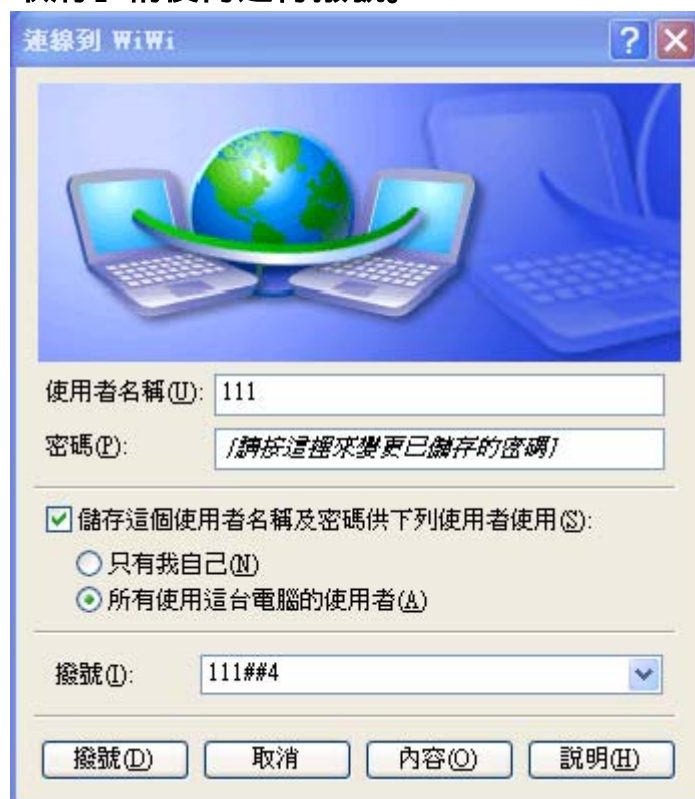 連線到 WiWi
使用者名稱(U): 111
密碼(P): [請按這裡來變更已儲存的密碼]
儲存這個使用者名稱及密碼供下列使用者使用(S):
只有我自己(N)
所有使用這台電腦的使用者(A)
撥號(I): 111##4
撥號(D) 取消 內容(O) 說明(H)